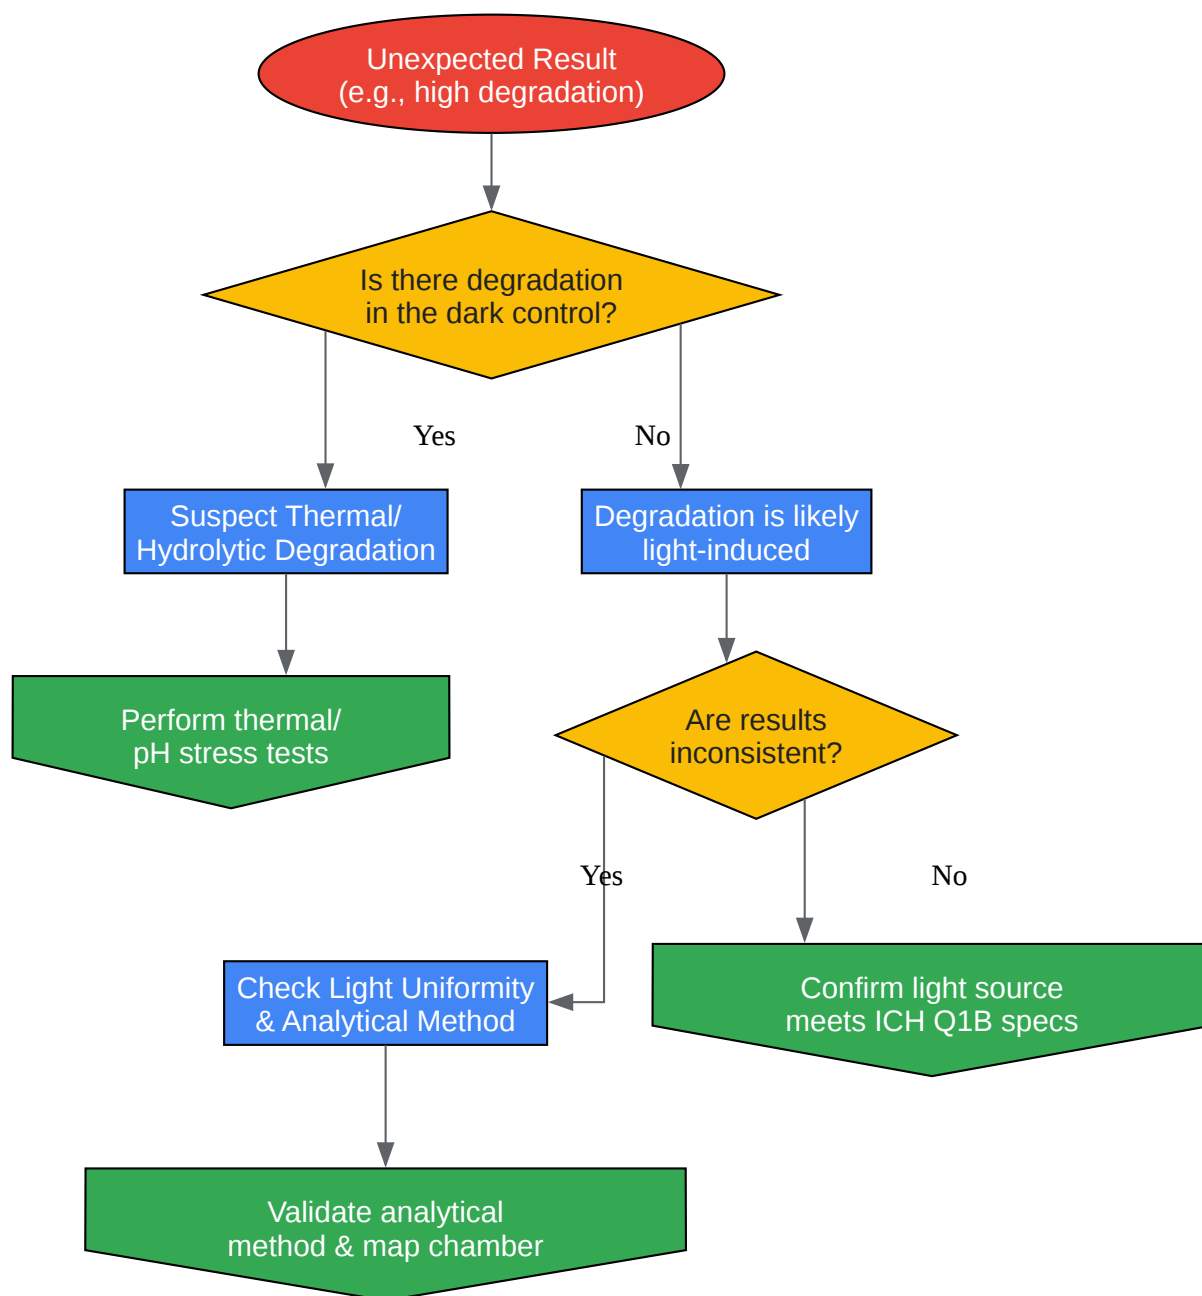 Unexpected Result
(e.g., high degradation)
Is there degradation
in the dark control?
Yes
No
Suspect Thermal/
Hydrolytic Degradation
Degradation is likely
light-induced
Perform thermal/
pH stress tests
Are results
inconsistent?
Yes
No
Check Light Uniformity
& Analytical Method
Confirm light source
meets ICH Q1B specs
Validate analytical
method & map chamber